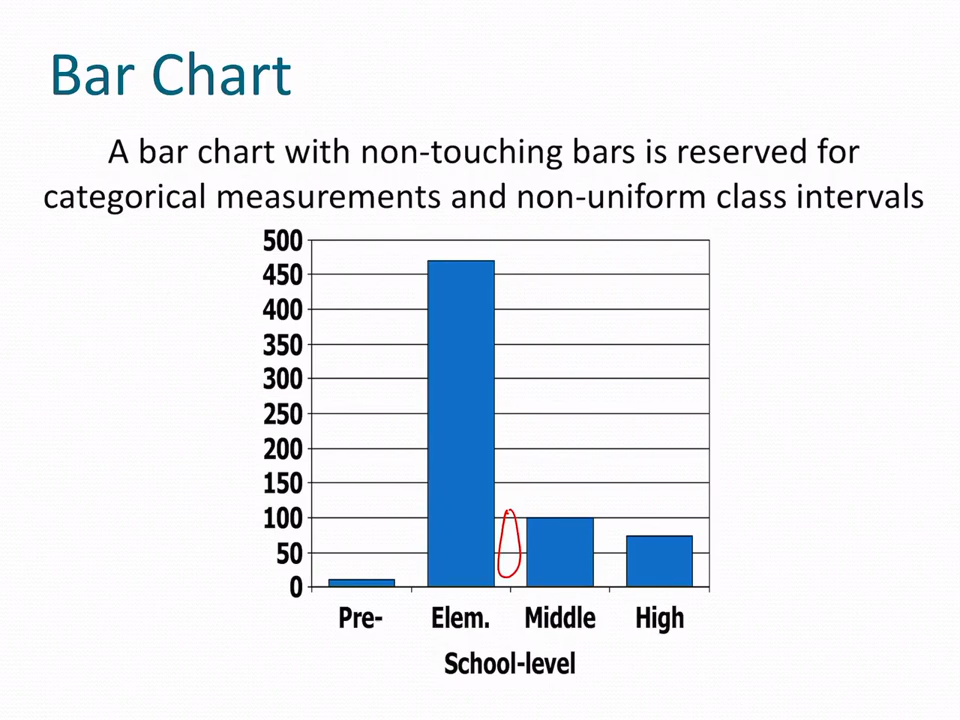 Bar Chart
A bar chart with non-touching bars is reserved for
categorical measurements and non-uniform class intervals
500
450
400
350
300
250
200
150
100
50
0
Pre- Elem. Middle High
School-level